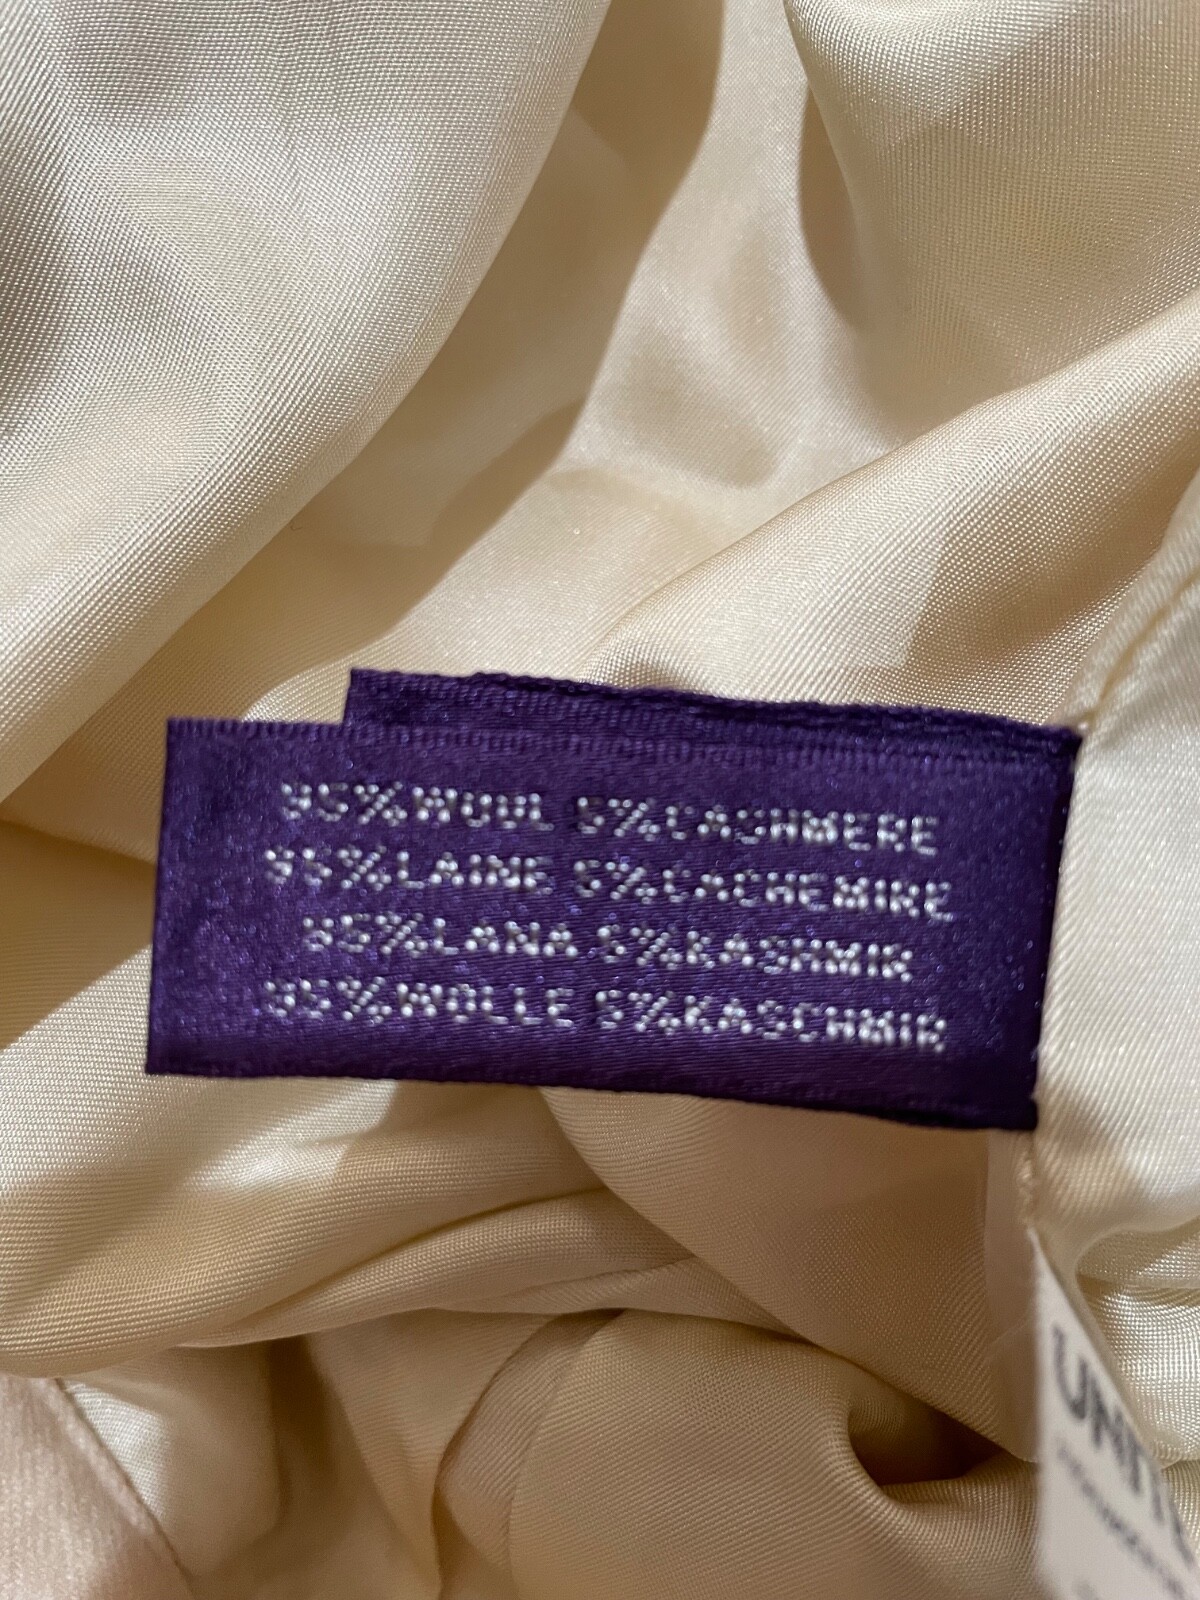 95%WOOL 5%CASHMERE
95%LAINE 5%CACHEMIRE
95%LANA 5%KASHMIR
95%WOLLE 5%KASCHMIR